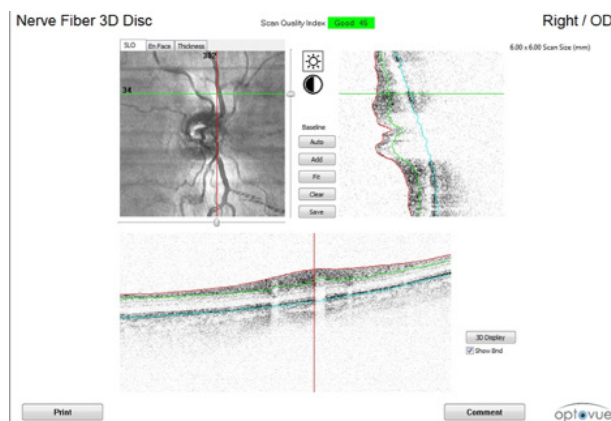 Nerve Fiber 3D Disc
Scan Quality Index Good 45
Right / OD
6.00 x 6.00 Scan Size (mm)
SLO En Face Thickness
34
Baseline
Auto
Add
Fit
Clear
Save
3D Display
Show Bnd
Print
Comment
optovue